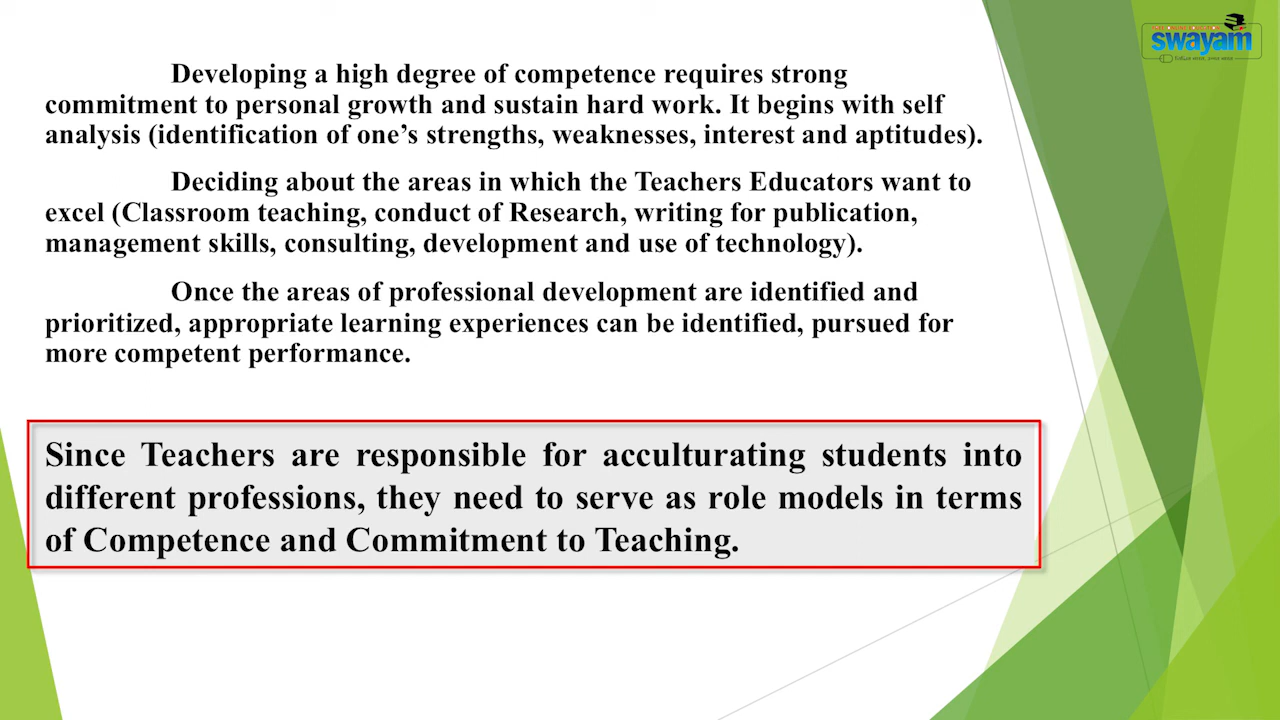 swayam
Developing a high degree of competence requires strong
commitment to personal growth and sustain hard work. It begins with self
analysis (identification of one’s strengths, weaknesses, interest and aptitudes).
Deciding about the areas in which the Teachers Educators want to
excel (Classroom teaching, conduct of Research, writing for publication,
management skills, consulting, development and use of technology).
Once the areas of professional development are identified and
prioritized, appropriate learning experiences can be identified, pursued for
more competent performance.
Since Teachers are responsible for acculturating students into
different professions, they need to serve as role models in terms
of Competence and Commitment to Teaching.